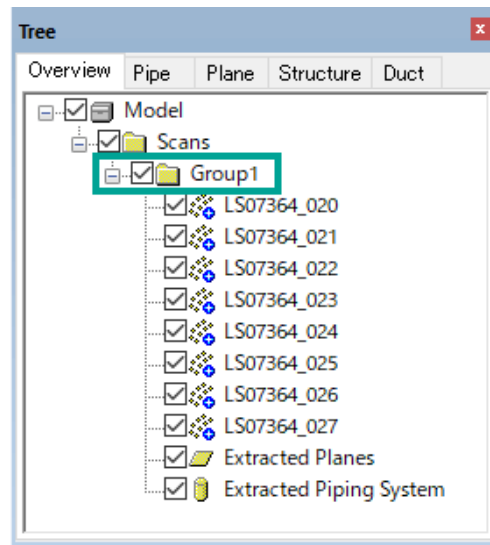 Tree
Overview Pipe Plane Structure Duct
Model
Scans
Group1
LS07364_020
LS07364_021
LS07364_022
LS07364_023
LS07364_024
LS07364_025
LS07364_026
LS07364_027
Extracted Planes
Extracted Piping System